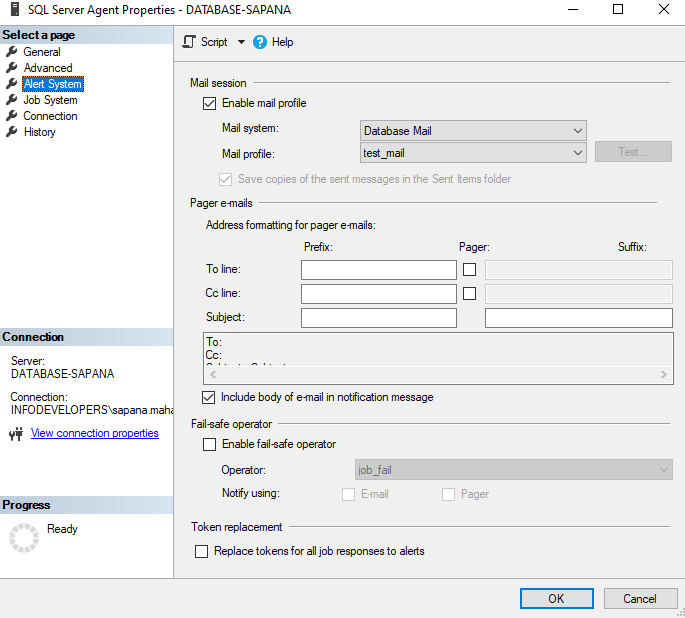 SQL Server Agent Properties - DATABASE-SAPANA
Select a page
General
Advanced
Alert System
Job System
Connection
History
Script
Help
Mail session
Enable mail profile
Mail system:
Database Mail
Mail profile:
test_mail
Test...
Save copies of the sent messages in the Sent Items folder
Pager e-mails
Address formatting for pager e-mails:
Prefix:
Pager:
Suffix:
To line:
Cc line:
Subject:
To:
Cc:
Include body of e-mail in notification message
Fail-safe operator
Enable fail-safe operator
Operator:
job_fail
Notify using:
E-mail
Pager
Token replacement
Replace tokens for all job responses to alerts
Connection
Server:
DATABASE-SAPANA
Connection:
INFODEVELOPERS\sapana.maha
View connection properties
Progress
Ready
OK
Cancel